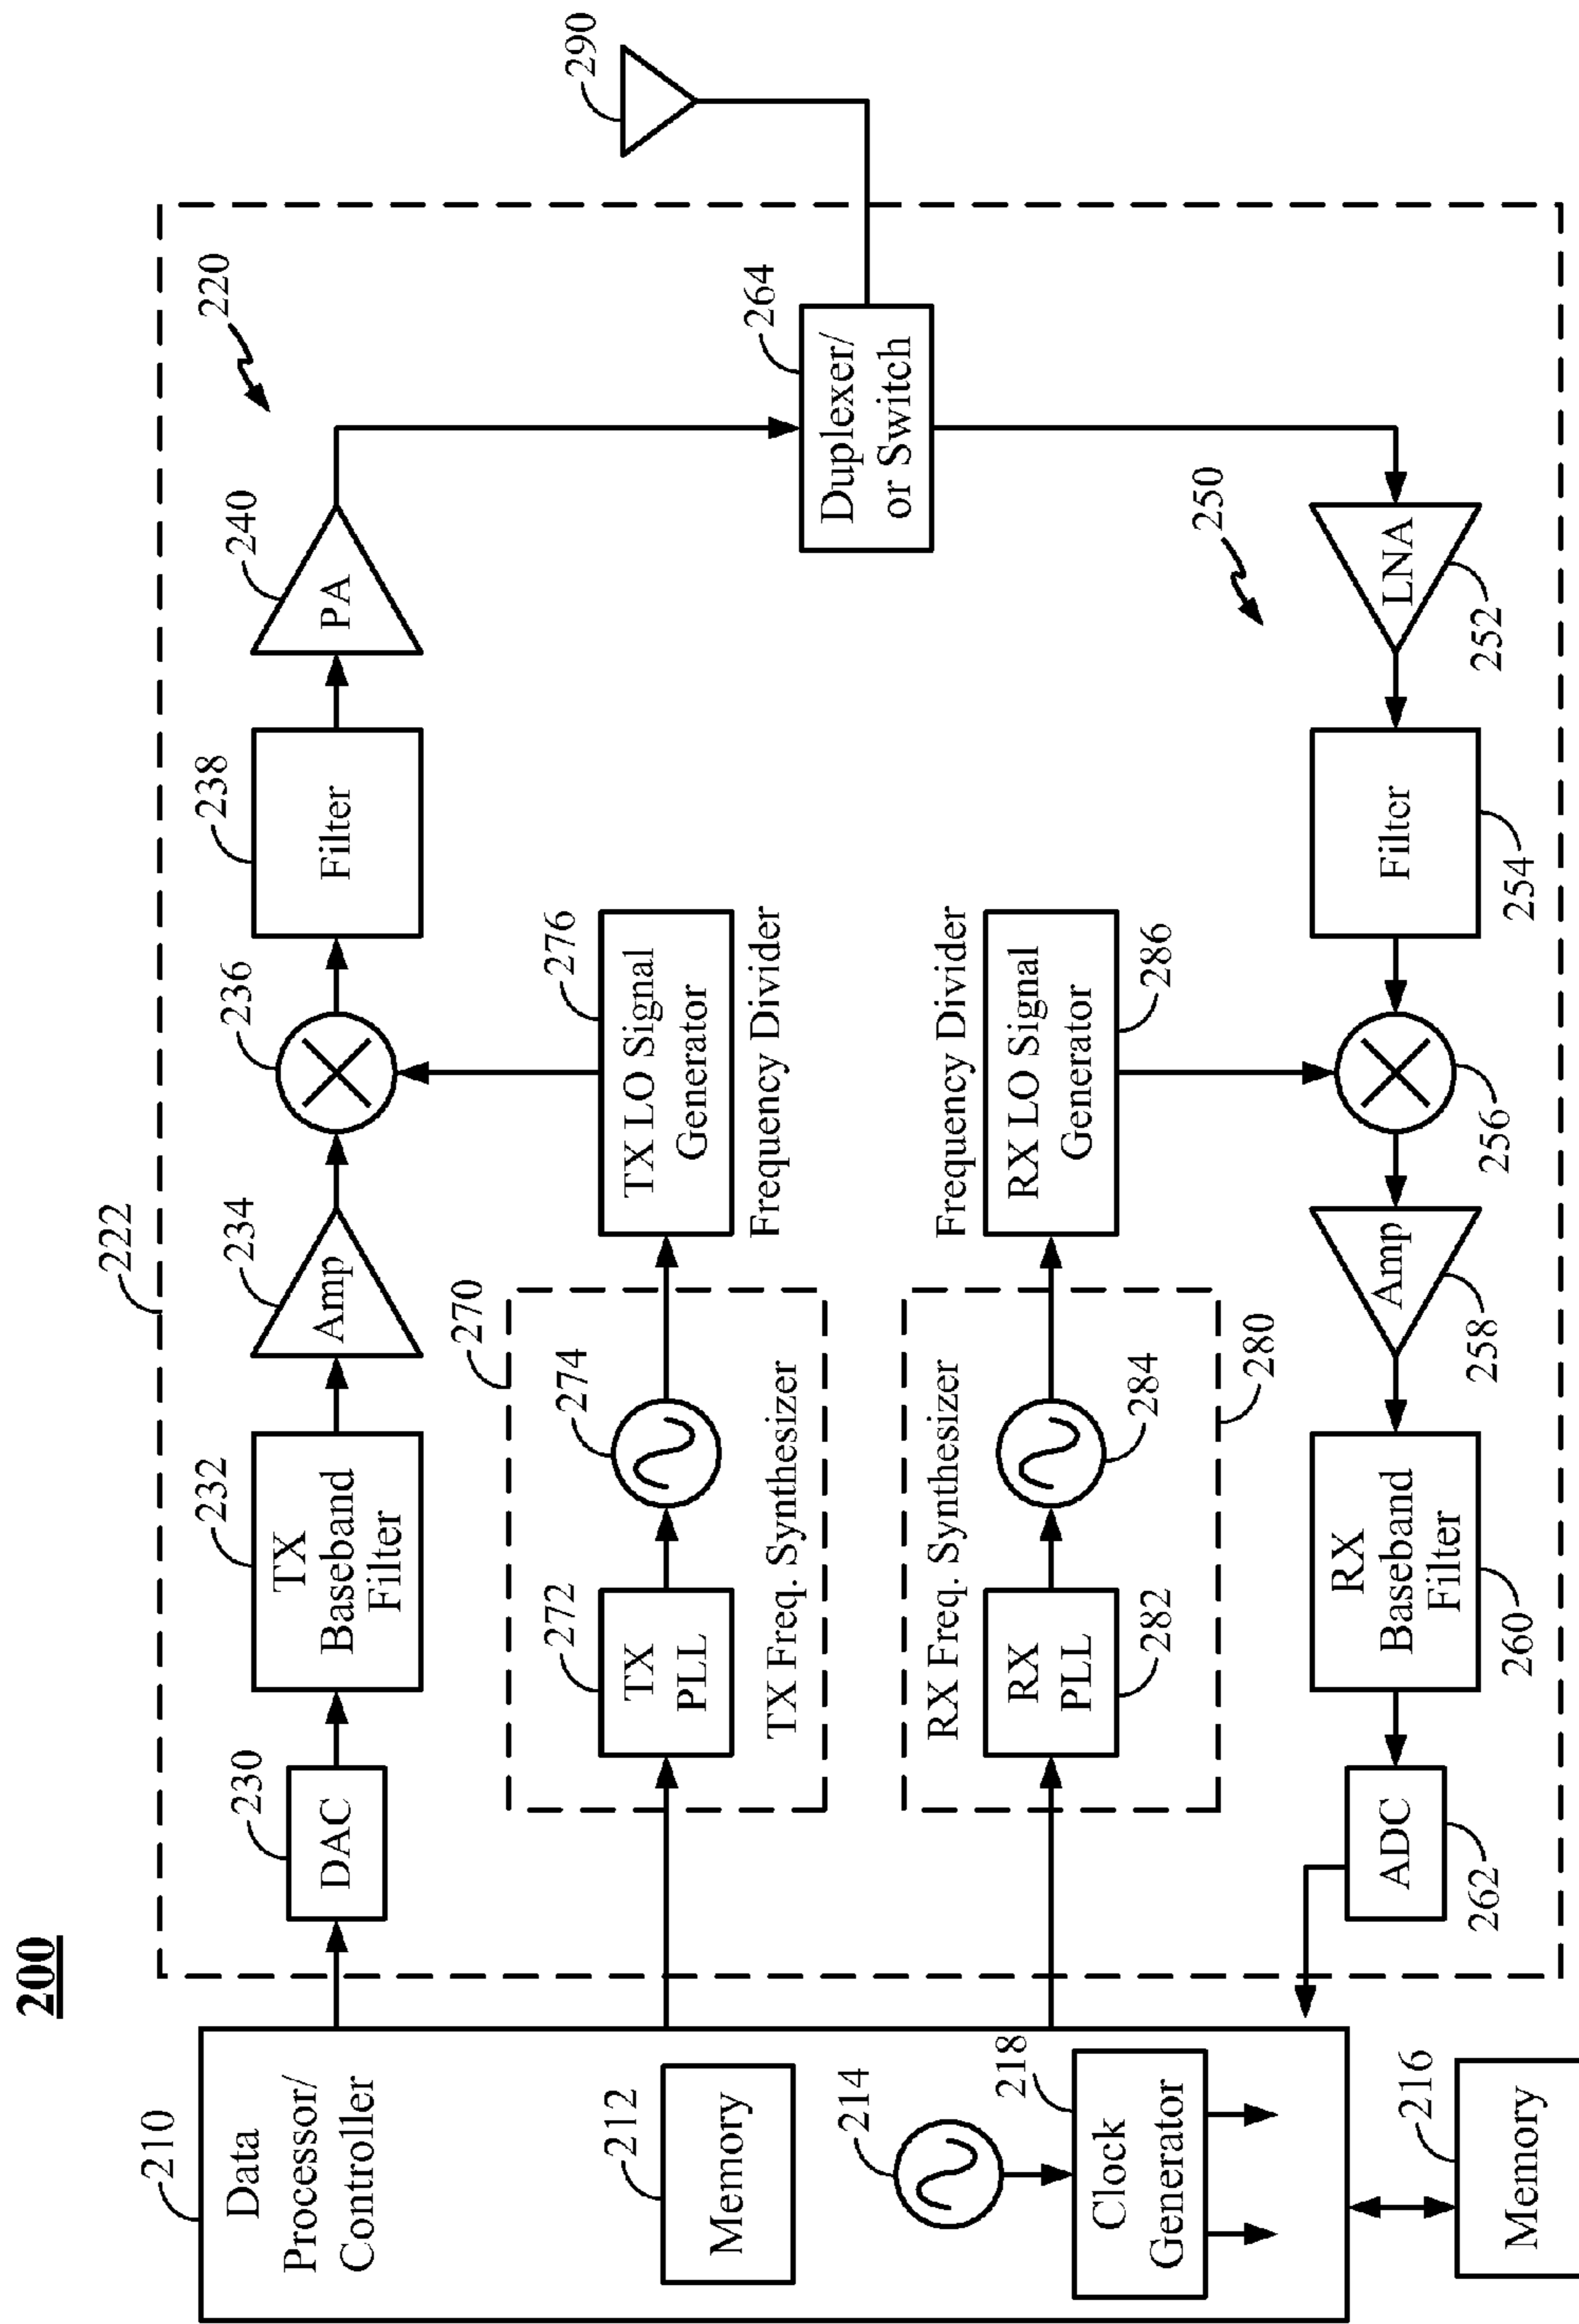 200
222
220
210
Data
Processor/
Controller
230
DAC
232
TX
Baseband
Filter
234
Amp
236
238
Filter
240
PA
290
212
Memory
270
272
TX
PLL
274
TX Freq. Synthesizer
276
TX LO Signal
Generator
Frequency Divider
264
Duplexer/
or Switch
214
218
Clock
Generator
RX Freq. Synthesizer
RX
PLL
282
284
280
Frequency Divider
RX LO Signal
Generator
286
250
ADC
262
RX
Baseband
Filter
260
Amp
258
256
Filter
254
LNA
252
216
Memory